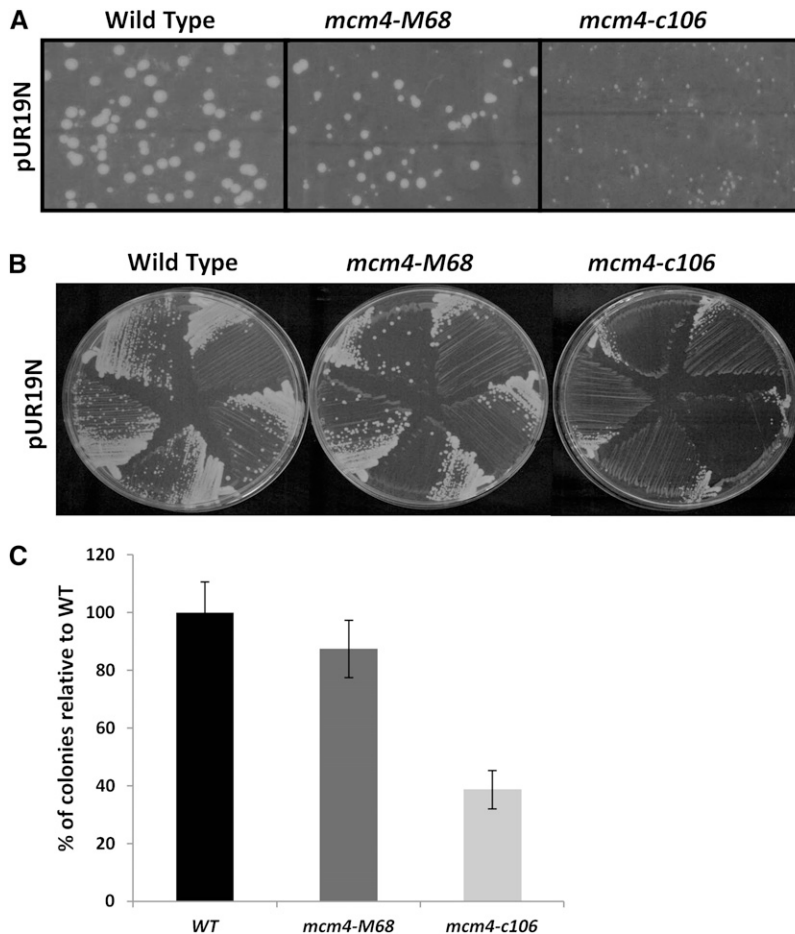 A
Wild Type mcm4-M68 mcm4-c106
pUR19N
B
Wild Type mcm4-M68 mcm4-c106
pUR19N
C
% of colonies relative to WT
120
100
80
60
40
20
0
WT mcm4-M68 mcm4-c106